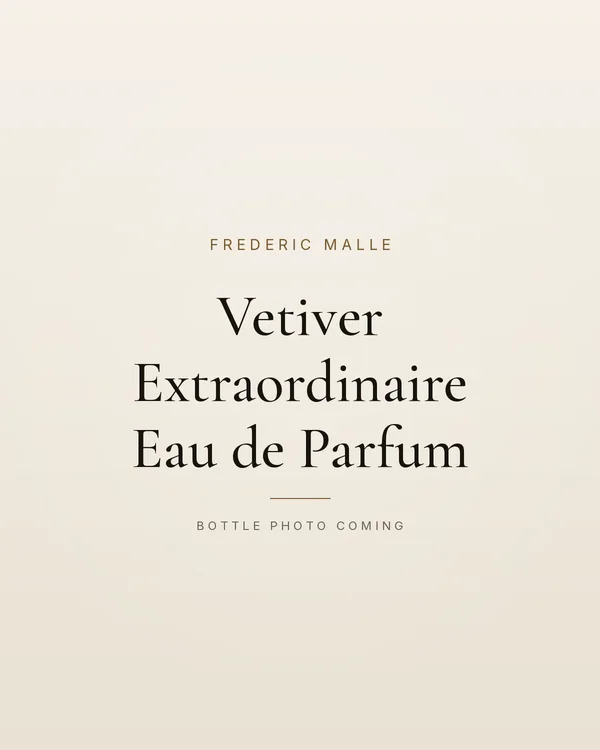 FREDERIC MALLE
Vetiver
Extraordinaire
Eau de Parfum
BOTTLE PHOTO COMING